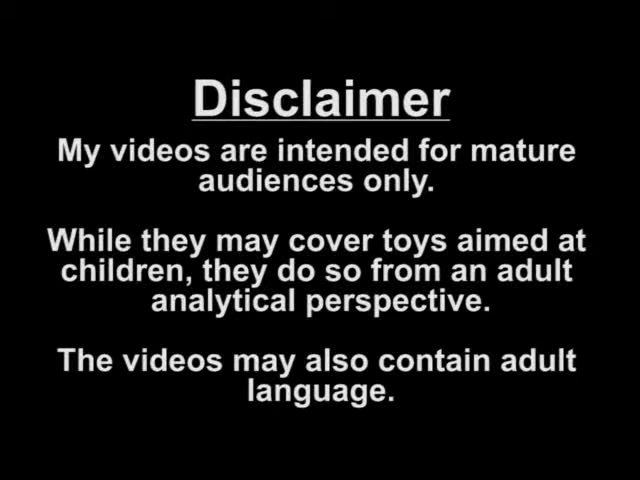 Disclaimer
My videos are intended for mature
audiences only.
While they may cover toys aimed at
children, they do so from an adult
analytical perspective.
The videos may also contain adult
language.